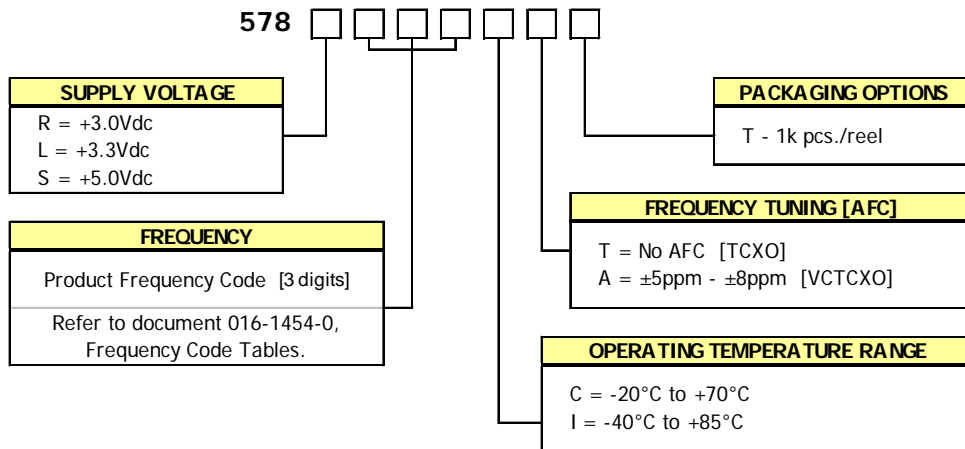 578
SUPPLY VOLTAGE
R = +3.0Vdc
L = +3.3Vdc
S = +5.0Vdc
PACKAGING OPTIONS
T - 1k pcs./reel
FREQUENCY TUNING [AFC]
T = No AFC [TCXO]
A = ±5ppm - ±8ppm [VCTCXO]
FREQUENCY
Product Frequency Code [3 digits]
Refer to document 016-1454-0,
Frequency Code Tables.
OPERATING TEMPERATURE RANGE
C = -20°C to +70°C
I = -40°C to +85°C